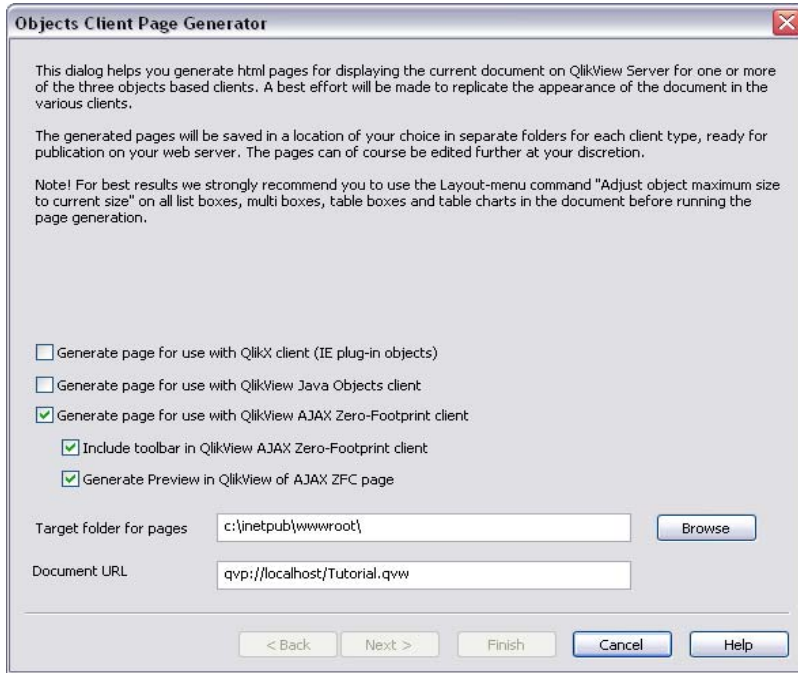 Objects Client Page Generator
This dialog helps you generate html pages for displaying the current document on QlikView Server for one or more
of the three objects based clients. A best effort will be made to replicate the appearance of the document in the
various clients.
The generated pages will be saved in a location of your choice in separate folders for each client type, ready for
publication on your web server. The pages can of course be edited further at your discretion.
Note! For best results we strongly recommend you to use the Layout-menu command "Adjust object maximum size
to current size" on all list boxes, multi boxes, table boxes and table charts in the document before running the
page generation.
Generate page for use with QlikX client (IE plug-in objects)
Generate page for use with QlikView Java Objects client
Generate page for use with QlikView AJAX Zero-Footprint client
Include toolbar in QlikView AJAX Zero-Footprint client
Generate Preview in QlikView of AJAX ZFC page
Target folder for pages c:\inetpub\wwwroot\ Browse
Document URL qvp://localhost/Tutorial.qvw
< Back Next > Finish Cancel Help